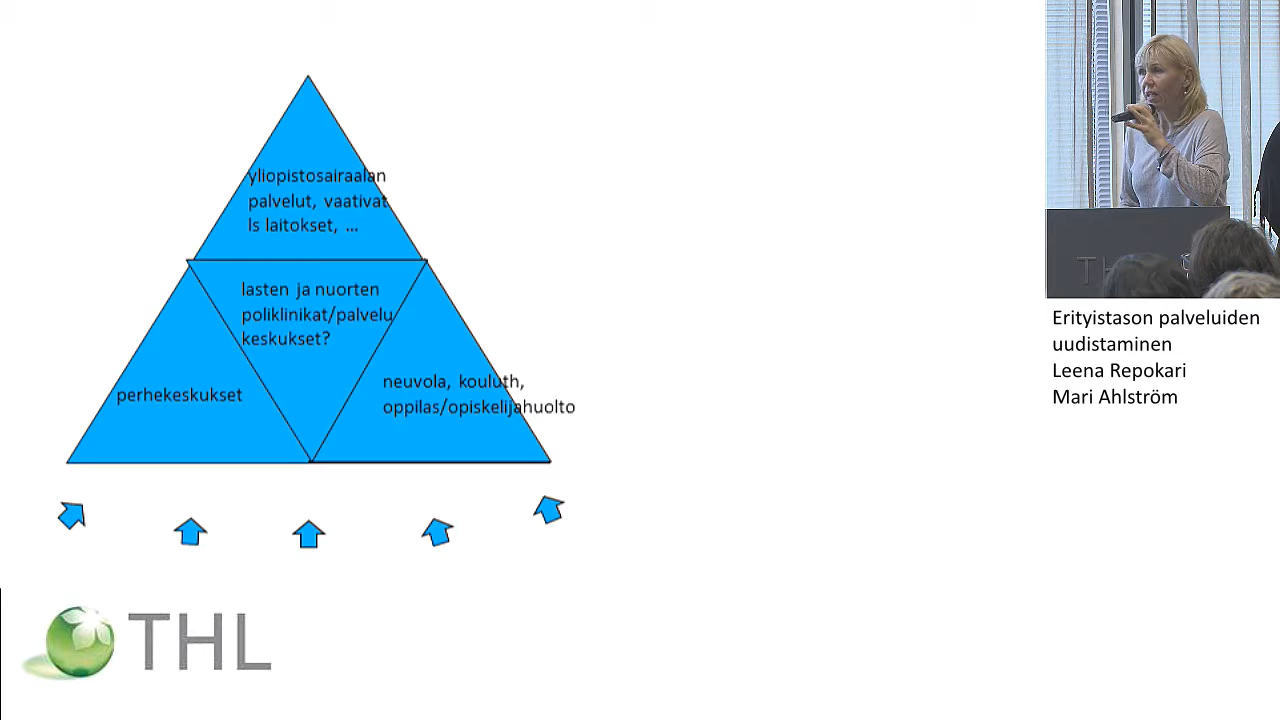 yliopistosairaalan
palvelut, vaativat
ls laitokset, ...
lasten ja nuorten
poliklinikat/palvelu
keskukset?
perhekeskukset
neuvola, kouluth,
oppilas/opiskelijahuolto
THL
Erityistason palveluiden
uudistaminen
Leena Repokari
Mari Ahlström